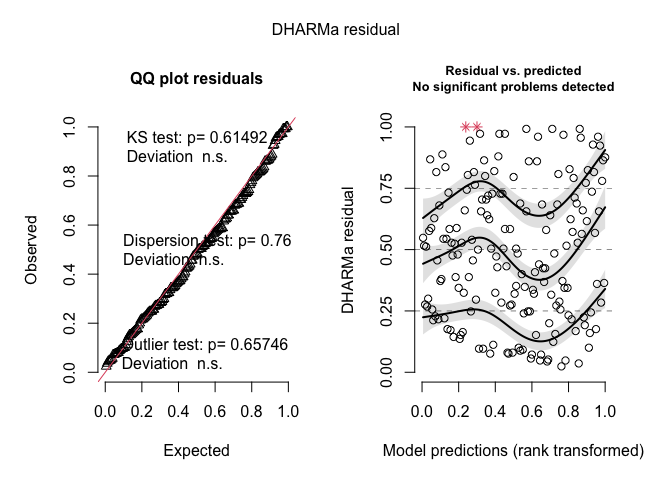 DHARMa residual
QQ plot residuals
KS test: p= 0.61492
Deviation n.s.
Dispersion test: p= 0.76
Deviation n.s.
Outlier test: p= 0.65746
Deviation n.s.
Observed
0.0 0.2 0.4 0.6 0.8 1.0
0.0 0.2 0.4 0.6 0.8 1.0
Expected
Residual vs. predicted
No significant problems detected
DHARMa residual
0.00 0.25 0.50 0.75 1.00
0.0 0.2 0.4 0.6 0.8 1.0
Model predictions (rank transformed)